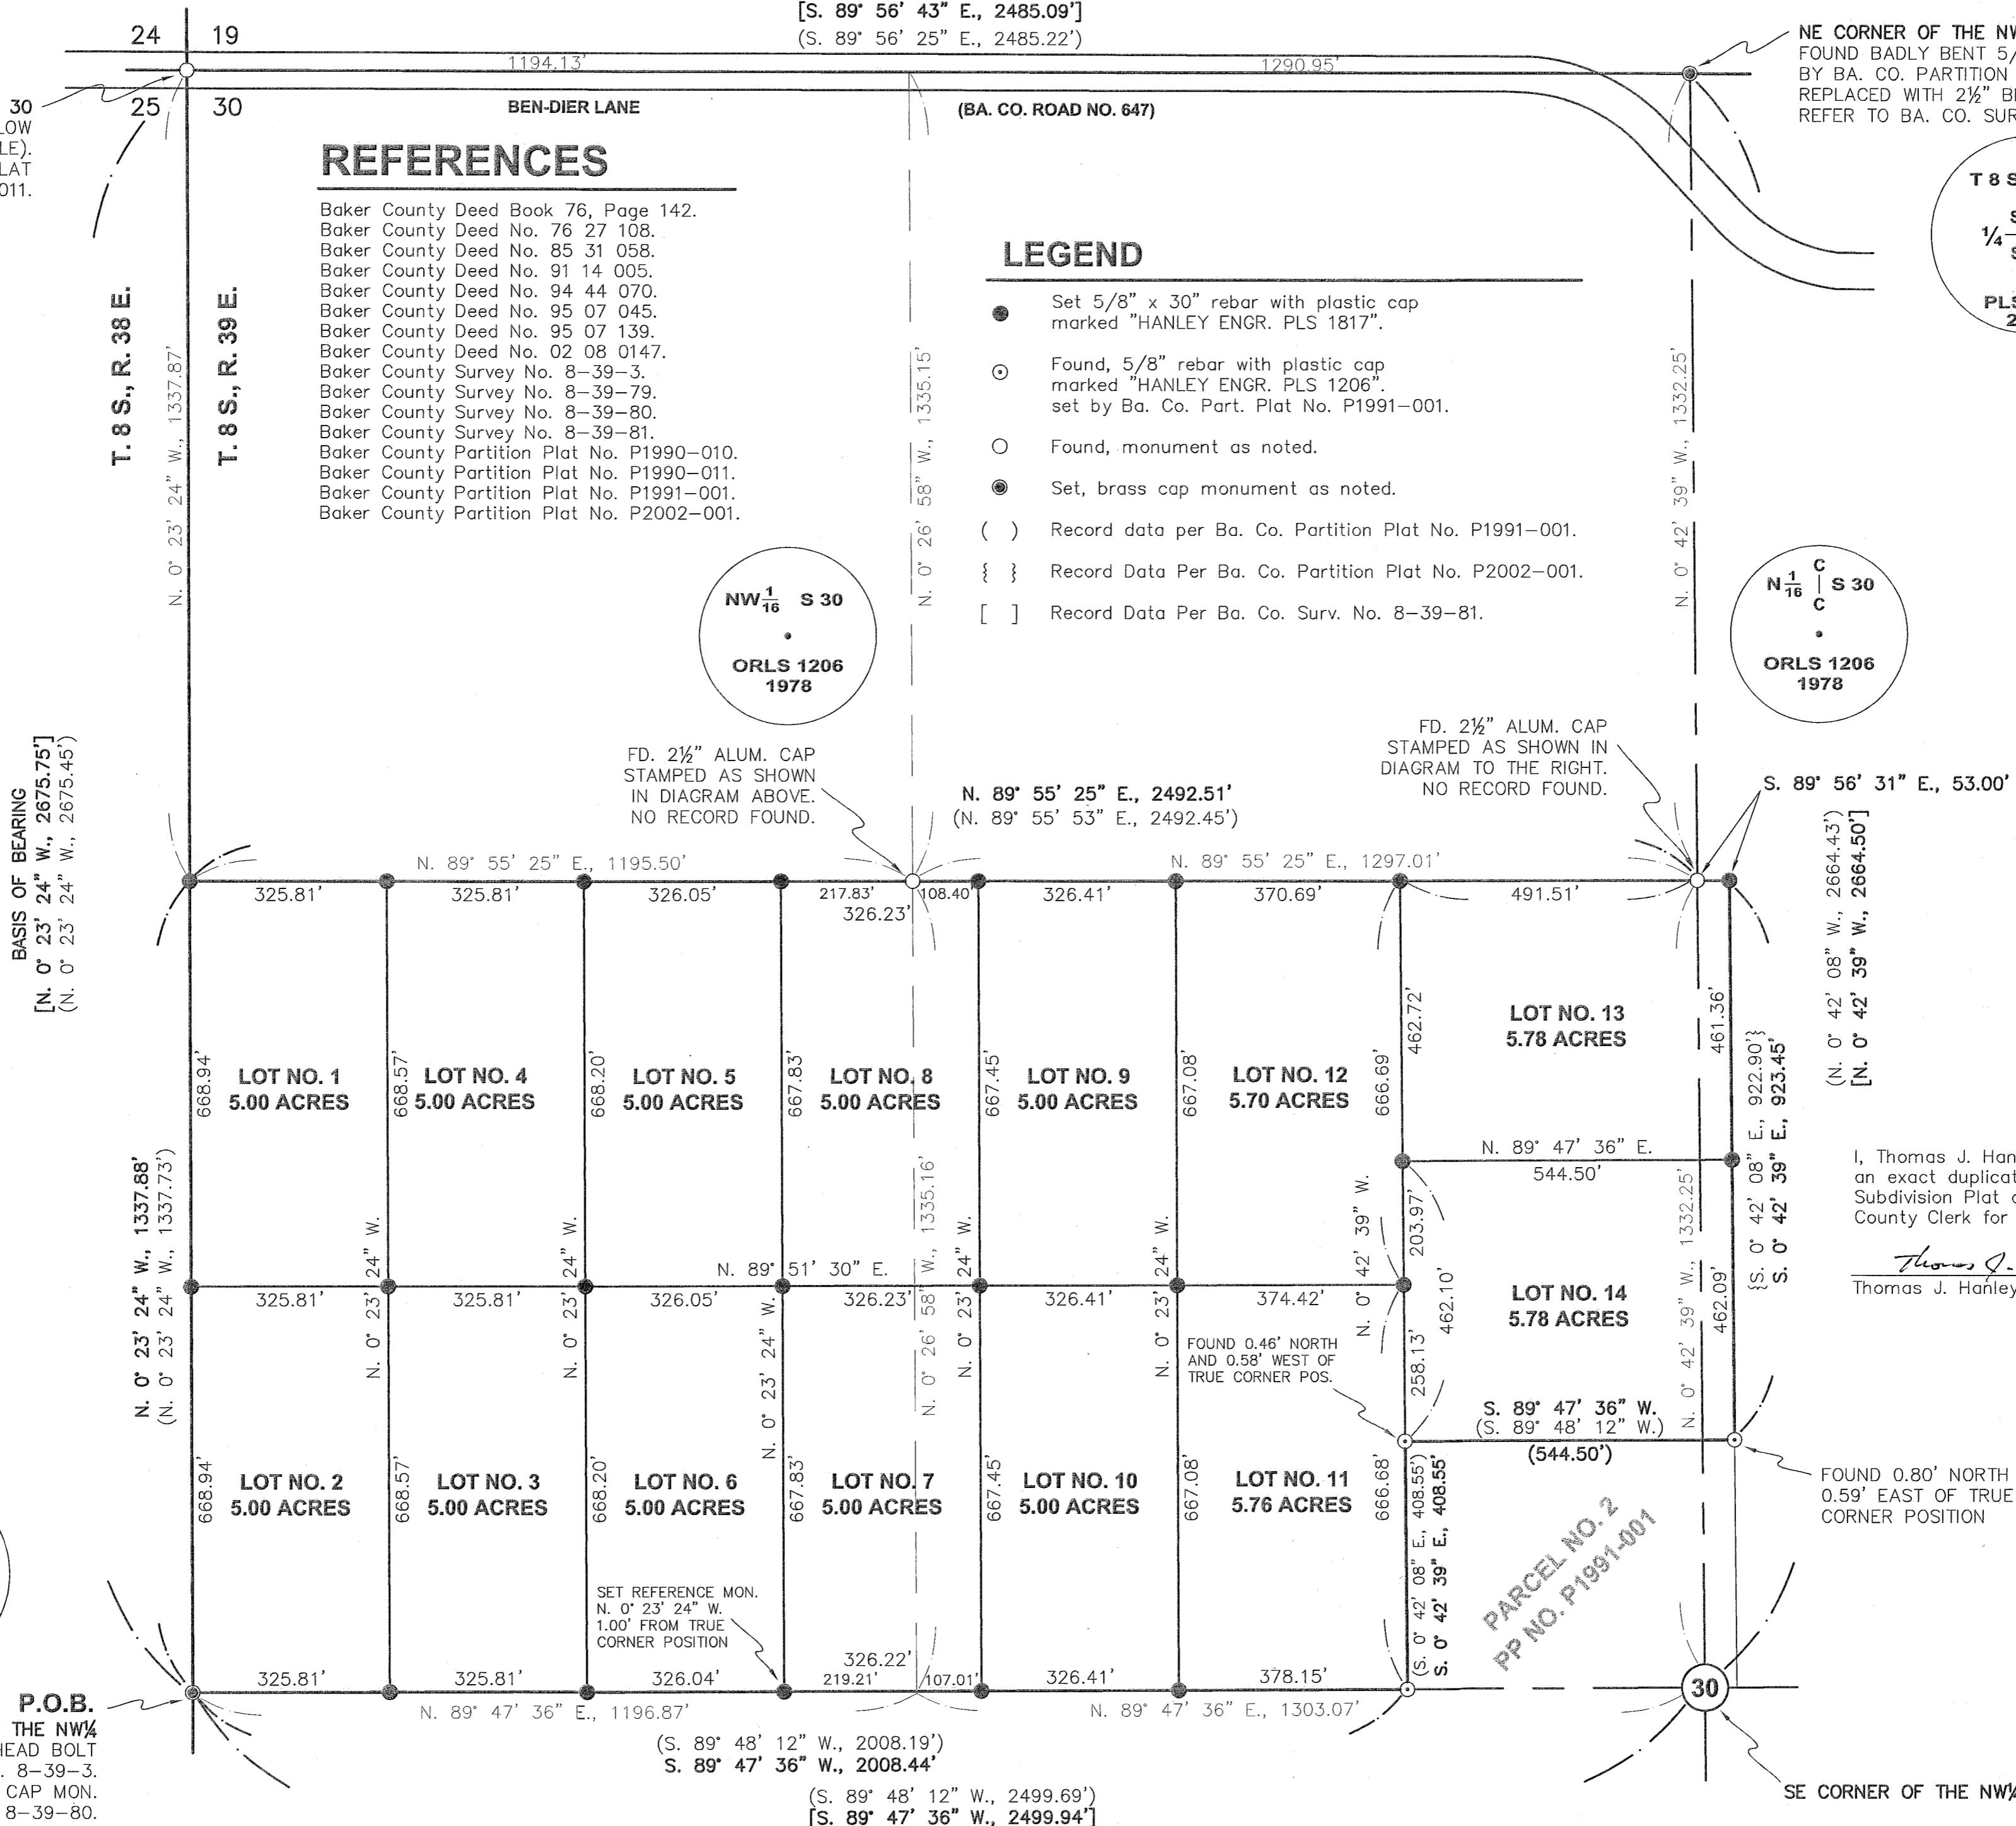 [S. 89° 56' 43" E., 2485.09']
(S. 89° 56' 25" E., 2485.22')
24 19
1194.13' 1290.95'
25 30
BEN-DIER LANE (BA. CO. ROAD NO. 647)
30
LOW
LE).
LAT
011.
NE CORNER OF THE NW
FOUND BADLY BENT 5/
BY BA. CO. PARTITION
REPLACED WITH 2½" B
REFER TO BA. CO. SUR
T 8 S
S
¼
S
PLS
2
REFERENCES
Baker County Deed Book 76, Page 142.
Baker County Deed No. 76 27 108.
Baker County Deed No. 85 31 058.
Baker County Deed No. 91 14 005.
Baker County Deed No. 94 44 070.
Baker County Deed No. 95 07 045.
Baker County Deed No. 95 07 139.
Baker County Deed No. 02 08 0147.
Baker County Survey No. 8-39-3.
Baker County Survey No. 8-39-79.
Baker County Survey No. 8-39-80.
Baker County Survey No. 8-39-81.
Baker County Partition Plat No. P1990-010.
Baker County Partition Plat No. P1990-011.
Baker County Partition Plat No. P1991-001.
Baker County Partition Plat No. P2002-001.
LEGEND
Set 5/8" x 30" rebar with plastic cap
marked "HANLEY ENGR. PLS 1817".
Found, 5/8" rebar with plastic cap
marked "HANLEY ENGR. PLS 1206".
set by Ba. Co. Part. Plat No. P1991-001.
Found, monument as noted.
Set, brass cap monument as noted.
( ) Record data per Ba. Co. Partition Plat No. P1991-001.
{ } Record Data Per Ba. Co. Partition Plat No. P2002-001.
[ ] Record Data Per Ba. Co. Surv. No. 8-39-81.
T. 8 S., R. 38 E.
T. 8 S., R. 39 E.
N. 0° 23' 24" W., 1337.87'
N. 0° 26' 58" W., 1335.15'
N. 0° 42' 39" W., 1332.25'
NW 1/16 S 30
ORLS 1206
1978
C
N 1/16 | S 30
C
ORLS 1206
1978
FD. 2½" ALUM. CAP
STAMPED AS SHOWN
IN DIAGRAM ABOVE.
NO RECORD FOUND.
FD. 2½" ALUM. CAP
STAMPED AS SHOWN IN
DIAGRAM TO THE RIGHT.
NO RECORD FOUND.
S. 89° 56' 31" E., 53.00'
N. 89° 55' 25" E., 2492.51'
(N. 89° 55' 53" E., 2492.45')
BASIS OF BEARING
[N. 0° 23' 24" W., 2675.75']
(N. 0° 23' 24" W., 2675.45')
(N. 0° 42' 08" W., 2664.43')
[N. 0° 42' 39" W., 2664.50']
N. 89° 55' 25" E., 1195.50' N. 89° 55' 25" E., 1297.01'
325.81' 325.81' 326.05' 217.83' 108.40' 326.41' 370.69' 491.51'
326.23'
668.94' 668.57' 668.20' 667.83' 667.45' 667.08' 666.69' 462.72' 461.36'
LOT NO. 1
5.00 ACRES
LOT NO. 4
5.00 ACRES
LOT NO. 5
5.00 ACRES
LOT NO. 8
5.00 ACRES
LOT NO. 9
5.00 ACRES
LOT NO. 12
5.70 ACRES
LOT NO. 13
5.78 ACRES
N. 89° 47' 36" E.
544.50'
{S. 0° 42' 08" E., 922.90'}
S. 0° 42' 39" E., 923.45'
I, Thomas J. Han
an exact duplicat
Subdivision Plat o
County Clerk for
Thomas J.
Thomas J. Hanley
N. 0° 23' 24" W., 1337.88'
(N. 0° 23' 24" W., 1337.73')
N. 0° 23' 24" W.
N. 0° 23' 24" W.
N. 0° 23' 24" W.
N. 0° 26' 58" W., 1335.16'
N. 0° 23' 24" W.
N. 0° 23' 24" W.
N. 0° 42' 39" W.
203.97'
462.10'
258.13'
N. 0° 42' 39" W., 1332.25'
462.09'
N. 89° 51' 30" E.
325.81' 325.81' 326.05' 326.23' 326.41' 374.42'
LOT NO. 14
5.78 ACRES
FOUND 0.46' NORTH
AND 0.58' WEST OF
TRUE CORNER POS.
S. 89° 47' 36" W.
(S. 89° 48' 12" W.)
(544.50')
FOUND 0.80' NORTH
0.59' EAST OF TRUE
CORNER POSITION
668.94' 668.57' 668.20' 667.83' 667.45' 667.08' 666.68'
LOT NO. 2
5.00 ACRES
LOT NO. 3
5.00 ACRES
LOT NO. 6
5.00 ACRES
LOT NO. 7
5.00 ACRES
LOT NO. 10
5.00 ACRES
LOT NO. 11
5.76 ACRES
(S. 0° 42' 08" E., 408.55')
S. 0° 42' 39" E., 408.55'
PARCEL NO. 2
PP NO. P1991-001
SET REFERENCE MON.
N. 0° 23' 24" W.
1.00' FROM TRUE
CORNER POSITION
326.22'
325.81' 325.81' 326.04' 219.21' 107.01' 326.41' 378.15'
N. 89° 47' 36" E., 1196.87' N. 89° 47' 36" E., 1303.07'
30
P.O.B.
THE NW¼
HEAD BOLT
. 8-39-3.
CAP MON.
8-39-80.
(S. 89° 48' 12" W., 2008.19')
S. 89° 47' 36" W., 2008.44'
(S. 89° 48' 12" W., 2499.69')
[S. 89° 47' 36" W., 2499.94']
SE CORNER OF THE NW¼